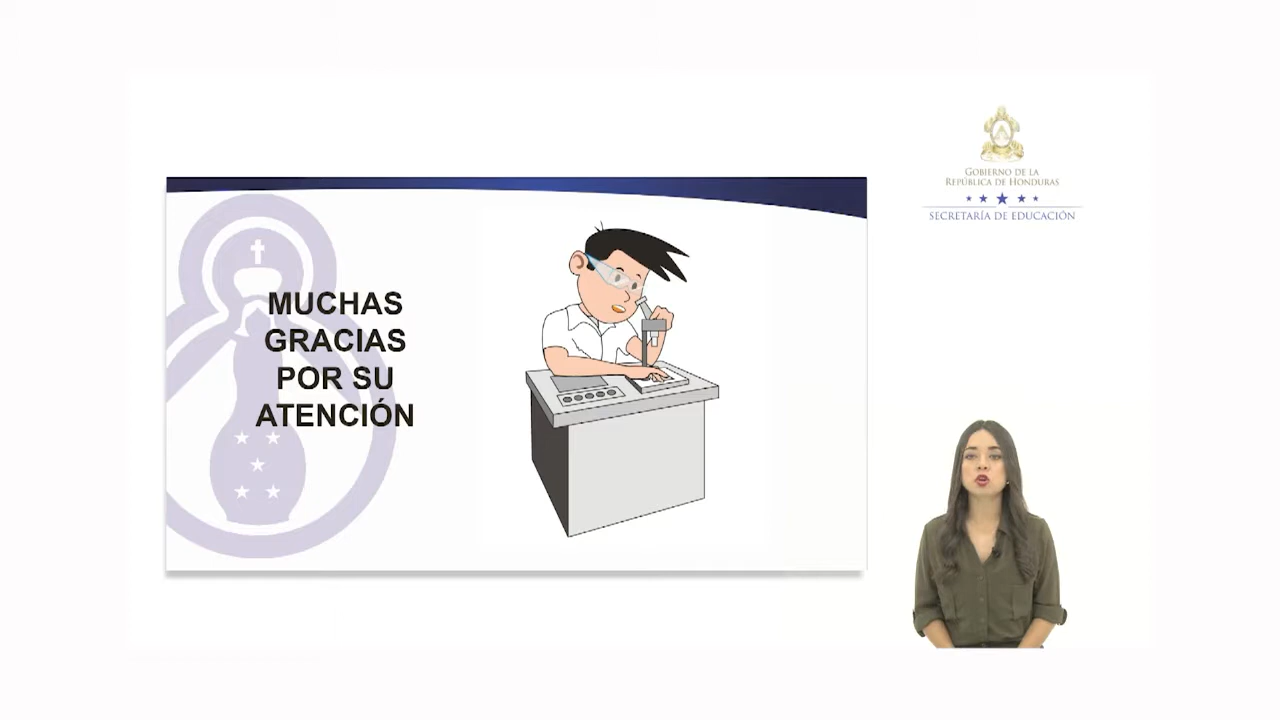 GOBIERNO DE LA
REPÚBLICA DE HONDURAS
SECRETARÍA DE EDUCACIÓN
MUCHAS
GRACIAS
POR SU
ATENCIÓN